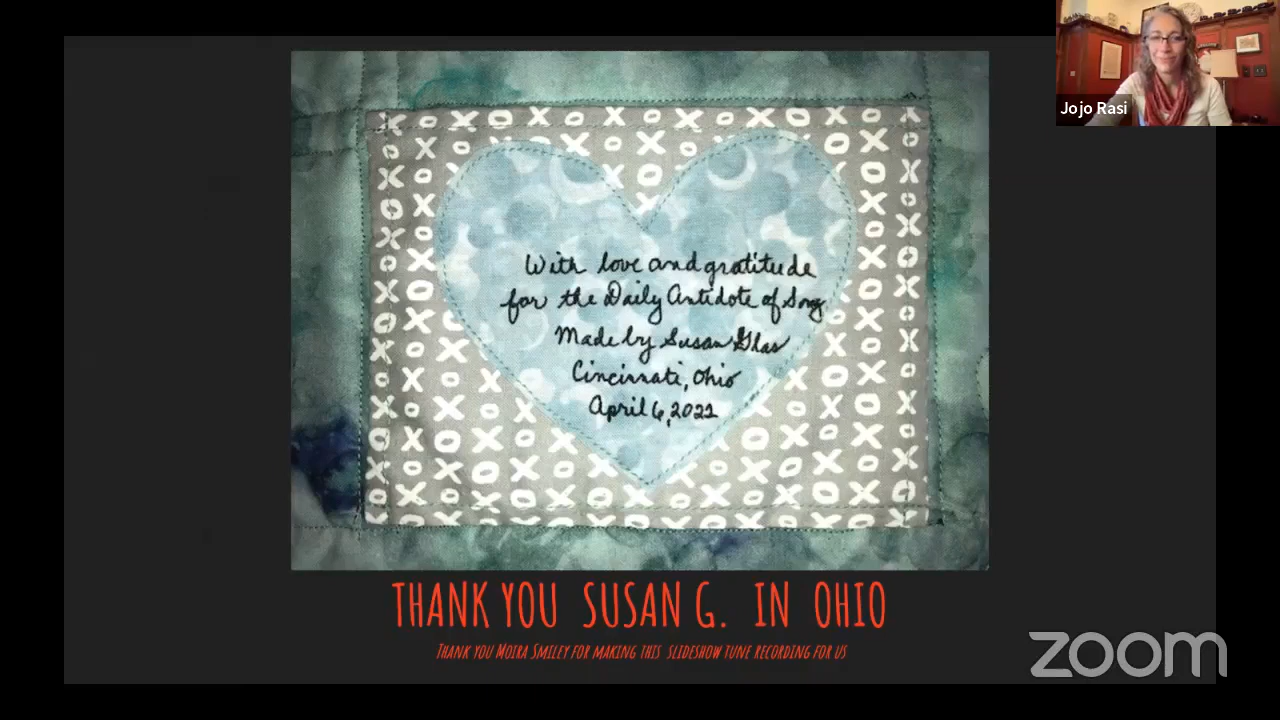 Jojo Rasi
With love and gratitude
for the Daily Antidote of Song
Made by Susan Glas
Cincinnati, Ohio
April 6, 2021
THANK YOU SUSAN G. IN OHIO
THANK YOU MOIRA SMILEY FOR MAKING THIS SLIDESHOW TUNE RECORDING FOR US
zoom